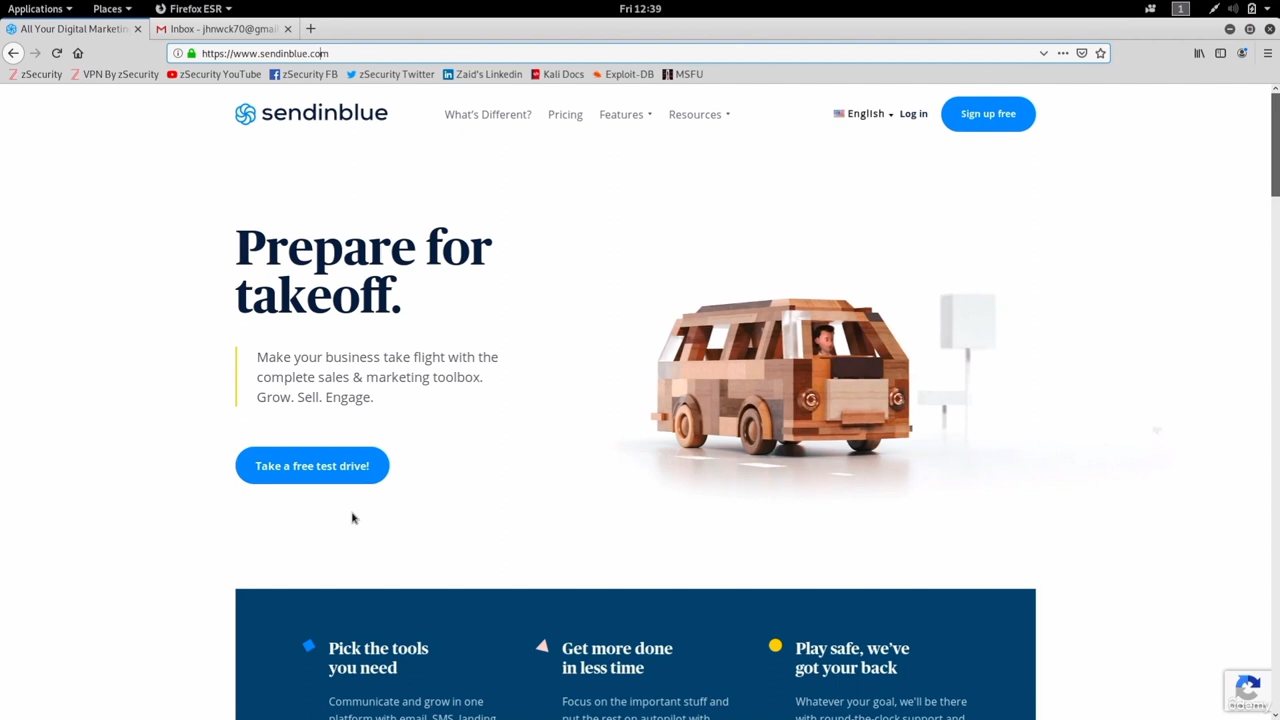 Applications
Places
Firefox ESR
Fri 12:39
1
All Your Digital Marketin
Inbox - jhnwck70@gmai
https://www.sendinblue.com
zSecurity
VPN By zSecurity
zSecurity YouTube
zSecurity FB
zSecurity Twitter
Zaid's Linkedin
Kali Docs
Exploit-DB
MSFU
sendinblue
What's Different?
Pricing
Features
Resources
English
Log in
Sign up free
Prepare for
takeoff.
Make your business take flight with the
complete sales & marketing toolbox.
Grow. Sell. Engage.
Take a free test drive!
Pick the tools
you need
Communicate and grow in one
platform with email, SMS, landing
Get more done
in less time
Focus on the important stuff and
put the rest on autopilot with
Play safe, we've
got your back
Whatever your goal, we'll be there
with round-the-clock support and
Udemy